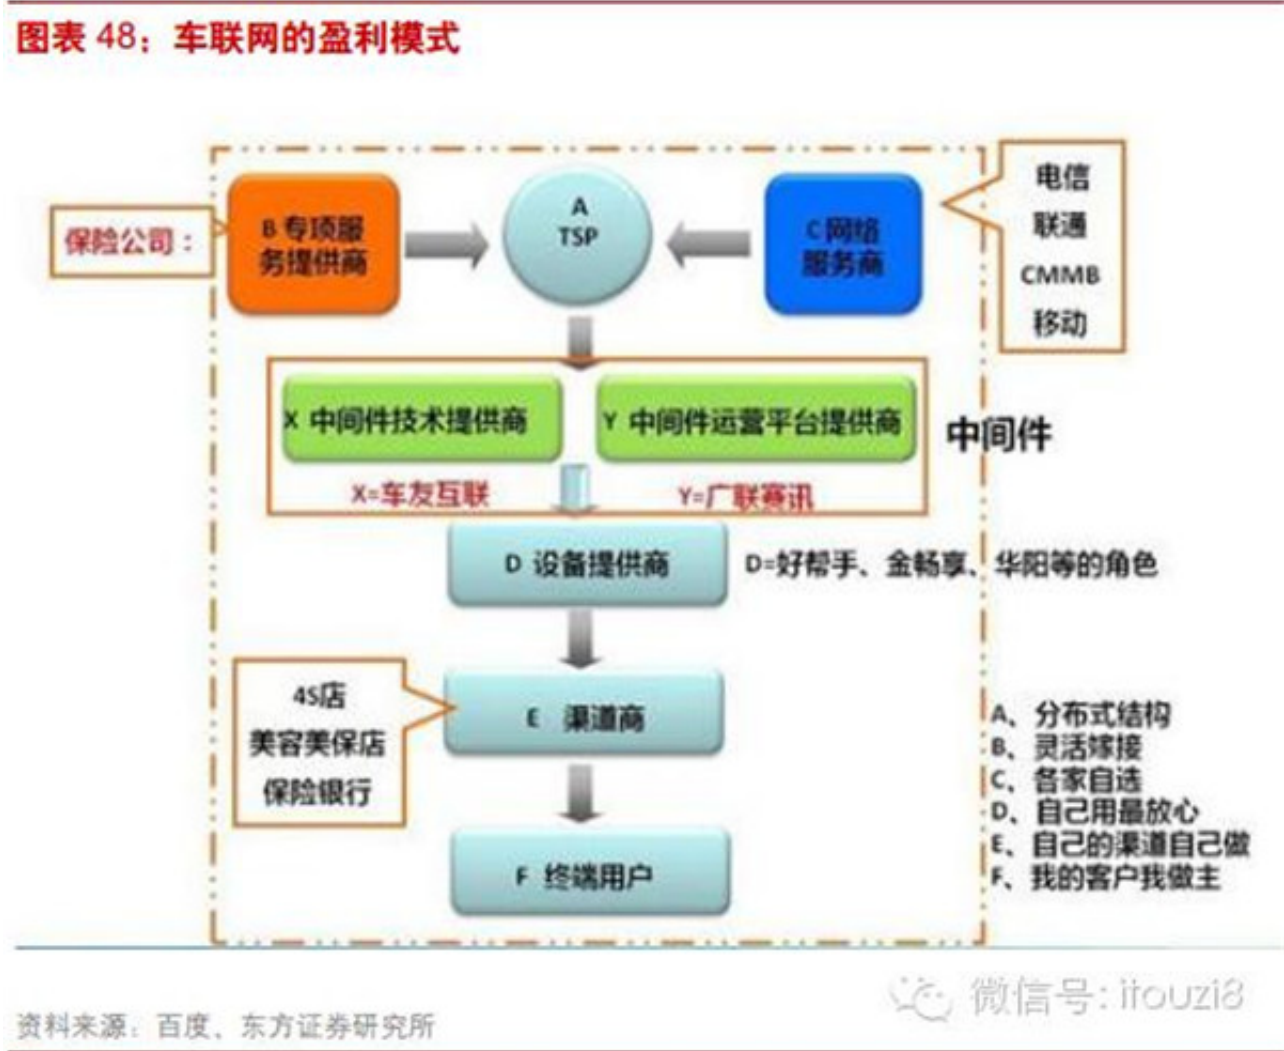 图表 48：车联网的盈利模式
保险公司：
B 专项服
务提供商
A
TSP
C 网络
服务商
电信
联通
CMMB
移动
X 中间件技术提供商
Y 中间件运营平台提供商
中间件
X=车友互联
Y=广联赛讯
D 设备提供商
D=好帮手、金畅享、华阳等的角色
4S店
美容美保店
保险银行
E 渠道商
F 终端用户
A、分布式结构
B、灵活嫁接
C、各家自选
D、自己用最放心
E、自己的渠道自己做
F、我的客户我做主
微信号: itouzi8
资料来源：百度、东方证券研究所